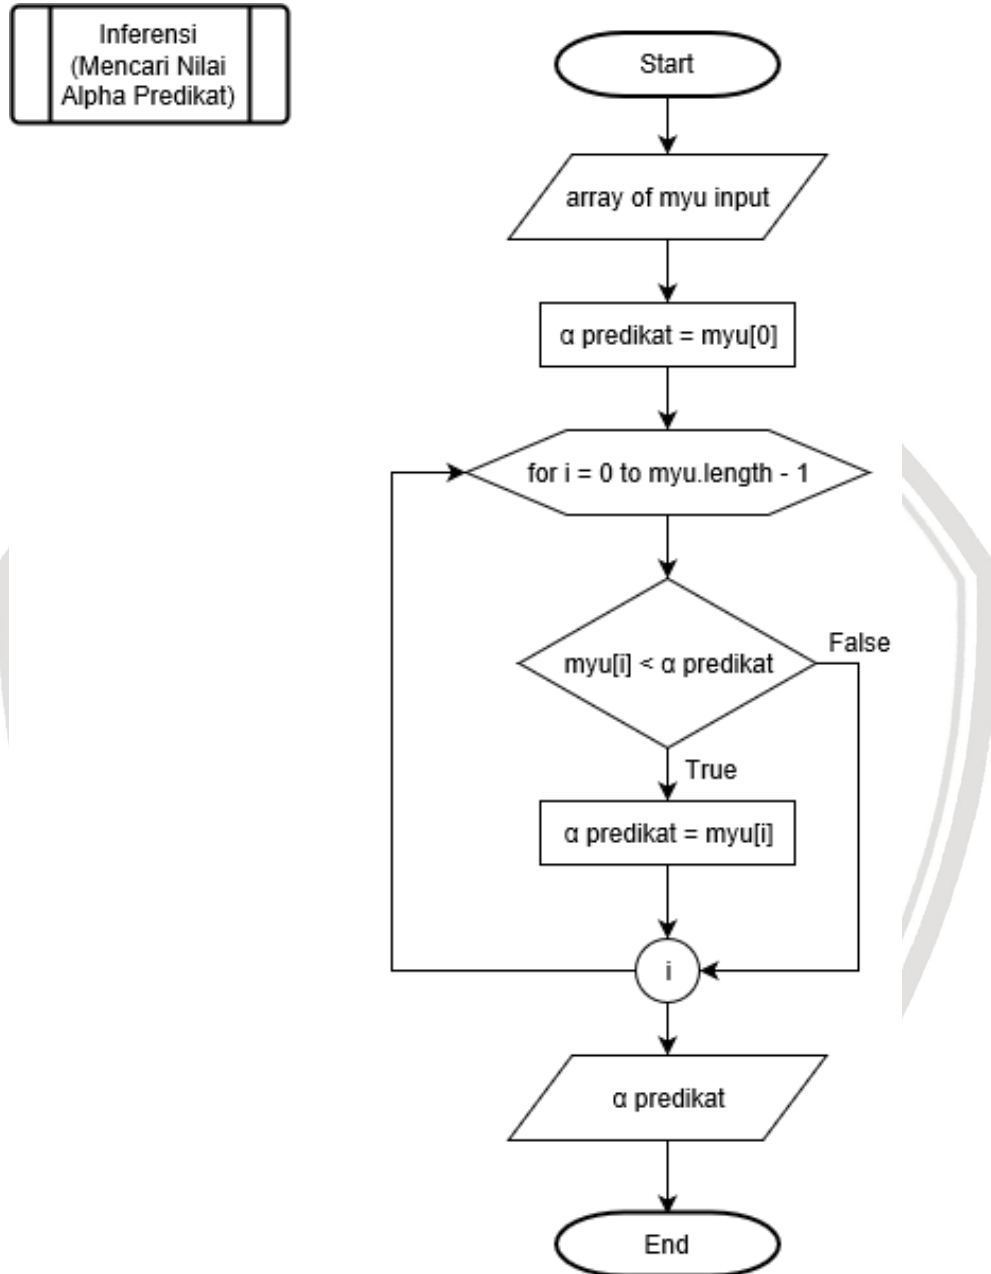 Inferensi
(Mencari Nilai
Alpha Predikat)
Start
array of myu input
α predikat = myu[0]
for i = 0 to myu.length - 1
myu[i] < α predikat
False
True
α predikat = myu[i]
i
α predikat
End